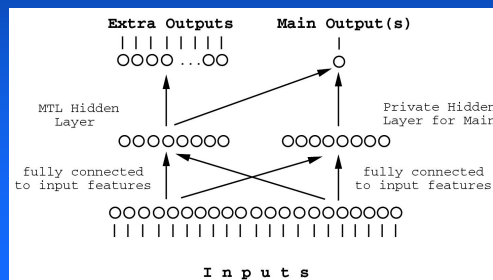 Extra Outputs
Main Output(s)
...
MTL Hidden
Layer
Private Hidden
Layer for Main
fully connected
to input features
fully connected
to input features
Inputs